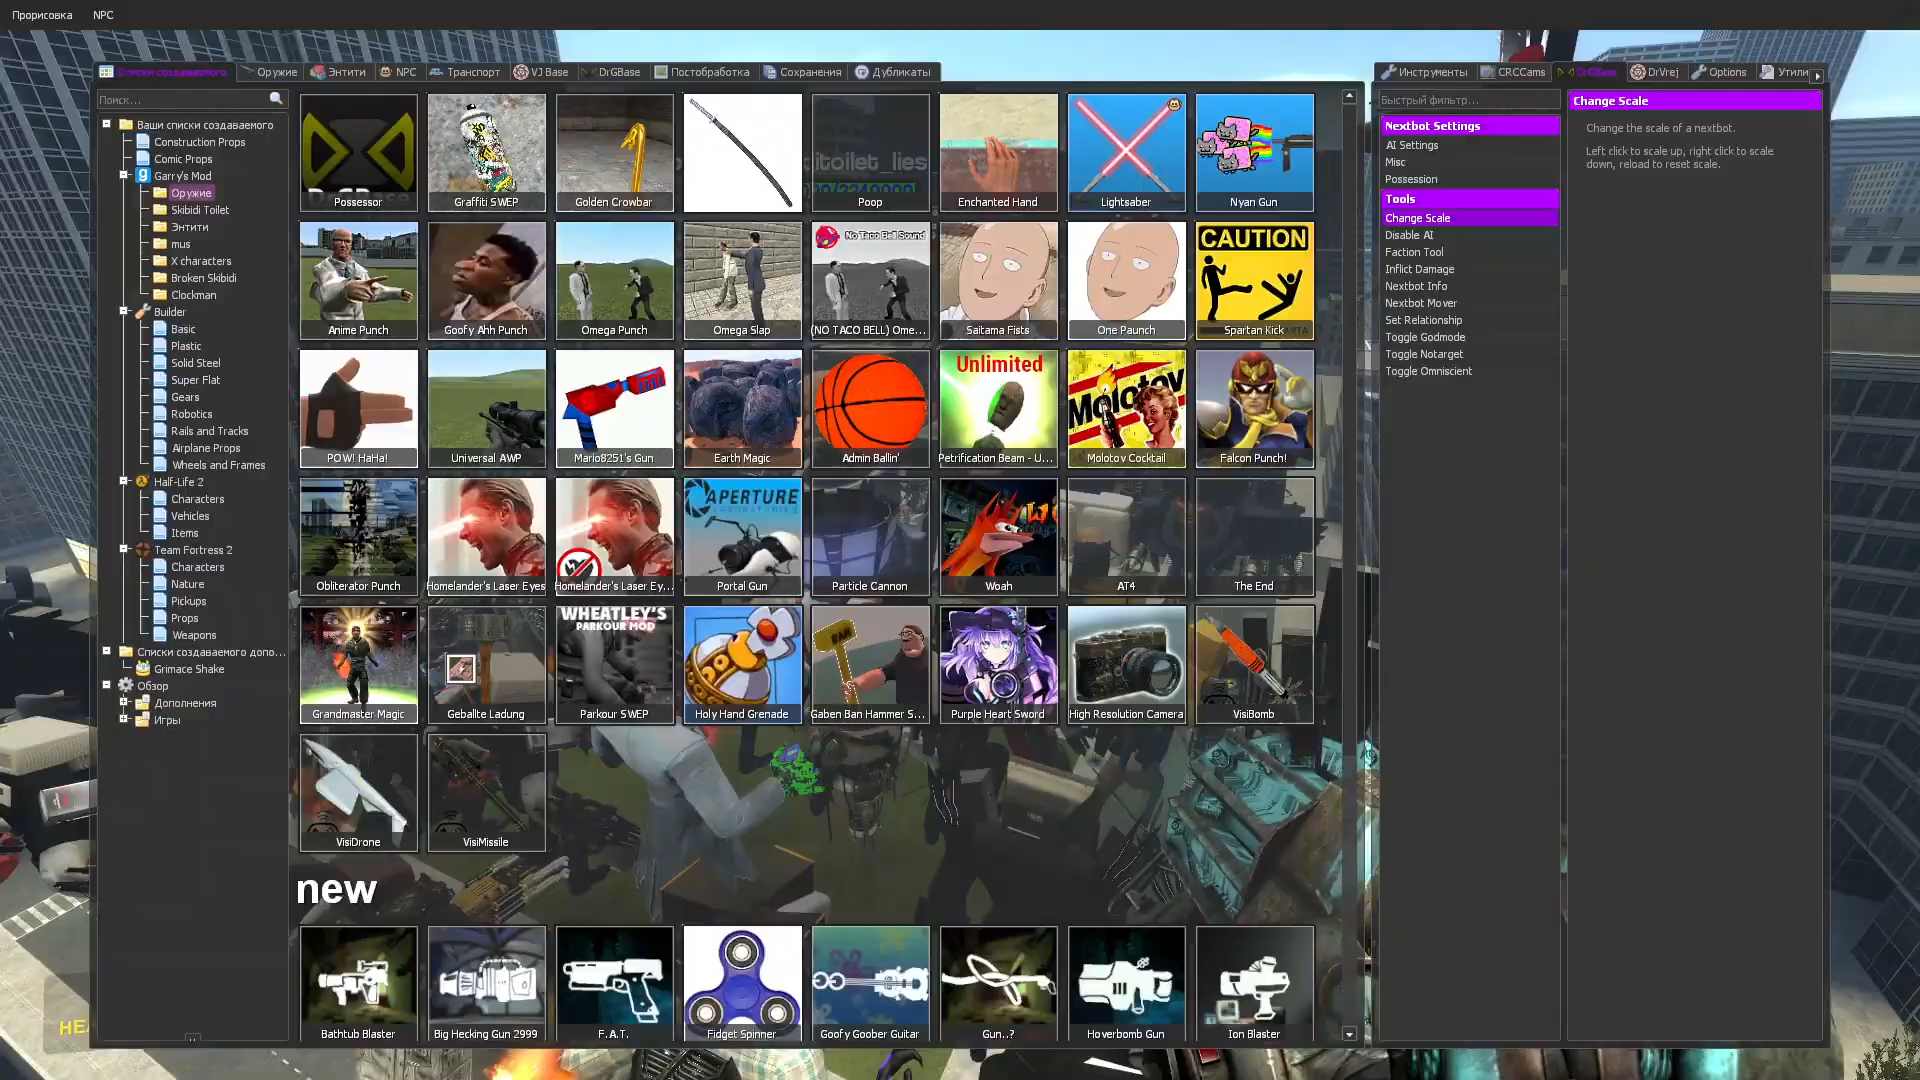 Прорисовка
NPC
Списки создаваемого
Оружие
Энтити
NPC
Транспорт
VJ Base
DrGBase
Постобработка
Сохранения
Дубликаты
Инструменты
CRCCams
DrGBase
DrVrej
Options
Утили
Поиск...
Ваши списки создаваемого
Construction Props
Comic Props
Garry's Mod
Оружие
Skibidi Toilet
Энтити
mus
X characters
Broken Skibidi
Clockman
Builder
Basic
Plastic
Solid Steel
Super Flat
Gears
Robotics
Rails and Tracks
Airplane Props
Wheels and Frames
Half-Life 2
Characters
Vehicles
Items
Team Fortress 2
Characters
Nature
Pickups
Props
Weapons
Списки создаваемого допо...
Grimace Shake
Обзор
Дополнения
Игры
Possessor
Graffiti SWEP
Golden Crowbar
itoilet_lies
Poop
Enchanted Hand
Lightsaber
Nyan Gun
No Taco Bell Sound
CAUTION
Anime Punch
Goofy Ahh Punch
Omega Punch
Omega Slap
(NO TACO BELL) Ome...
Saitama Fists
One Paunch
Spartan Kick
Unlimited
Molotov
POW! HaHa!
Universal AWP
Mario8251's Gun
Earth Magic
Admin Ballin'
Petrification Beam - U...
Molotov Cocktail
Falcon Punch!
APERTURE
Obliterator Punch
Homelander's Laser Eyes
Homelander's Laser Ey...
Portal Gun
Particle Cannon
Woah
AT4
The End
WHEATLEY'S
PARKOUR MOD
Grandmaster Magic
Geballte Ladung
Parkour SWEP
Holy Hand Grenade
Gaben Ban Hammer S...
Purple Heart Sword
High Resolution Camera
VisiBomb
VisiDrone
VisiMissile
new
Bathtub Blaster
Big Hecking Gun 2999
F.A.T.
Fidget Spinner
Goofy Goober Guitar
Gun..?
Hoverbomb Gun
Ion Blaster
HE
Быстрый фильтр...
Nextbot Settings
AI Settings
Misc
Possession
Tools
Change Scale
Disable AI
Faction Tool
Inflict Damage
Nextbot Info
Nextbot Mover
Set Relationship
Toggle Godmode
Toggle Notarget
Toggle Omniscient
Change Scale
Change the scale of a nextbot.
Left click to scale up, right click to scale
down, reload to reset scale.